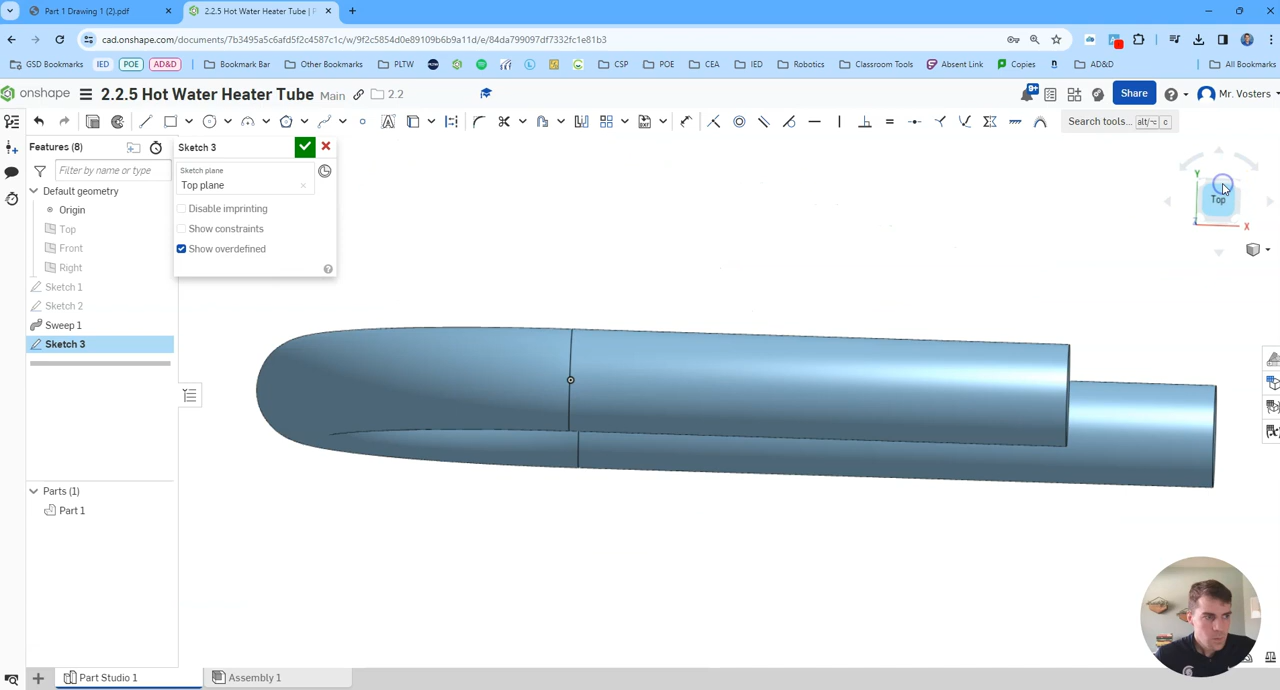 Part 1 Drawing 1 (2).pdf
2.2.5 Hot Water Heater Tube | P
cad.onshape.com/documents/7b3495a5c6afd5f2c4587c1c/w/9f2c5854d0e89109b6b9a11d/e/84da799097df7332fc1e81b3
GSD Bookmarks
IED
POE
AD&D
Bookmark Bar
Other Bookmarks
PLTW
CSP
POE
CEA
IED
Robotics
Classroom Tools
Absent Link
Copies
n
AD&D
All Bookmarks
onshape
2.2.5 Hot Water Heater Tube
Main
2.2
9+
Share
Mr. Vosters
Search tools...
alt/⌥
c
Features (8)
Filter by name or type
Default geometry
Origin
Top
Front
Right
Sketch 1
Sketch 2
Sweep 1
Sketch 3
Sketch 3
Sketch plane
Top plane
Disable imprinting
Show constraints
Show overdefined
Y
Top
Z
X
Parts (1)
Part 1
Part Studio 1
Assembly 1